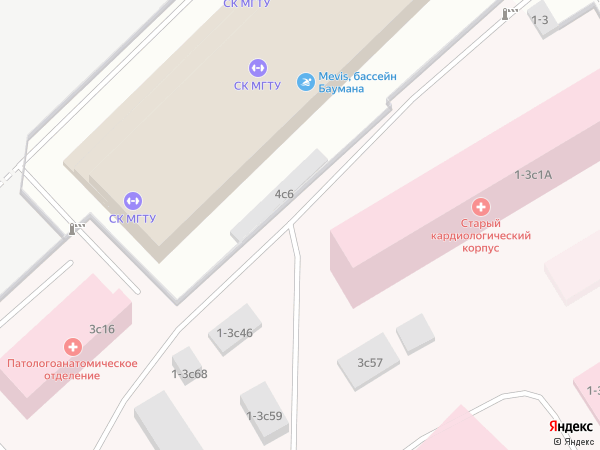 СК МГТУ
1-3
Mevis, бассейн
Баумана
СК МГТУ
1-3с1А
4с6
СК МГТУ
Старый
кардиологический
корпус
3с16
1-3с46
Патологоанатомическое
отделение
3с57
1-3с68
1-3с59
Яндекс
© Яндекс